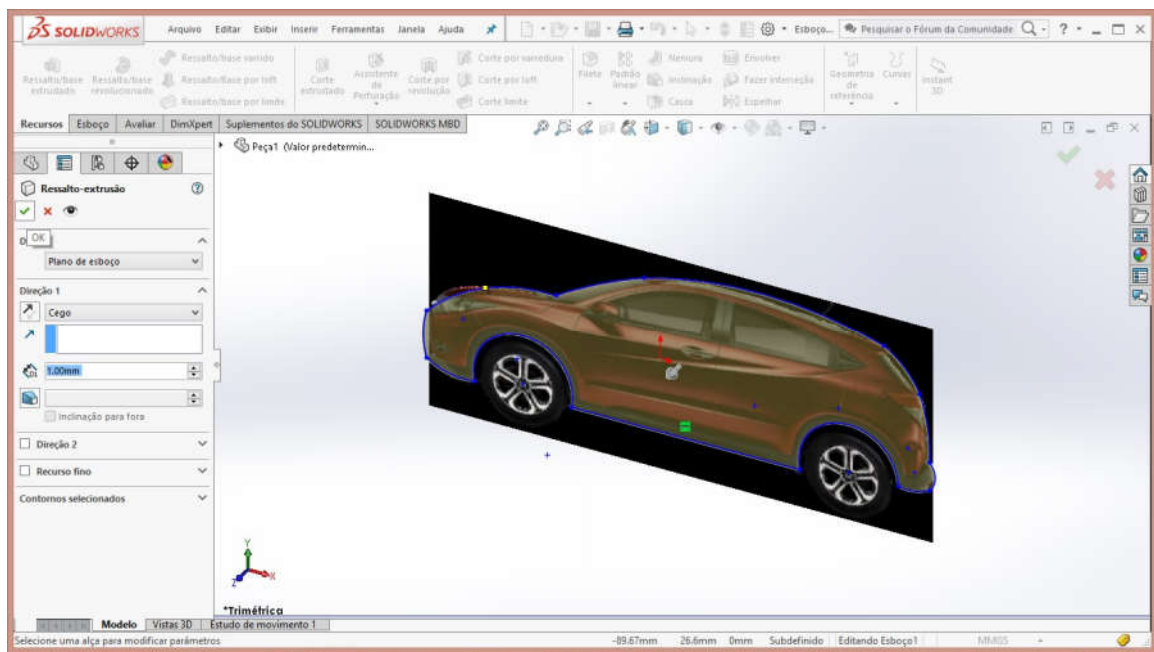 SOLIDWORKS Arquivo Editar Exibir Inserir Ferramentas Janela Ajuda Esboço... Pesquisar o Fórum da Comunidade
Ressalto/base extrudado
Ressalto/base revolucionado
Ressalto/base varrido
Ressalto/base por loft
Ressalto/base por limite
Corte extrudado
Assistente de Perfuração
Corte por revolução
Corte por varredura
Corte por loft
Corte limite
Filete
Padrão linear
Nervura
Inclinação
Casca
Envolver
Fazer interseção
Espelhar
Geometria de referência
Curvas
Instant 3D
Recursos Esboço Avaliar DimXpert Suplementos do SOLIDWORKS SOLIDWORKS MBD
Peça1 (Valor predetermin...
Ressalto-extrusão
OK
Plano de esboço
Direção 1
Cego
1.00mm
Inclinação para fora
Direção 2
Recurso fino
Contornos selecionados
Y
Z
X
*Trimétrica
Modelo Vistas 3D Estudo de movimento 1
Selecione uma alça para modificar parâmetros -89.67mm 26.6mm 0mm Subdefinido Editando Esboço1 MMGS